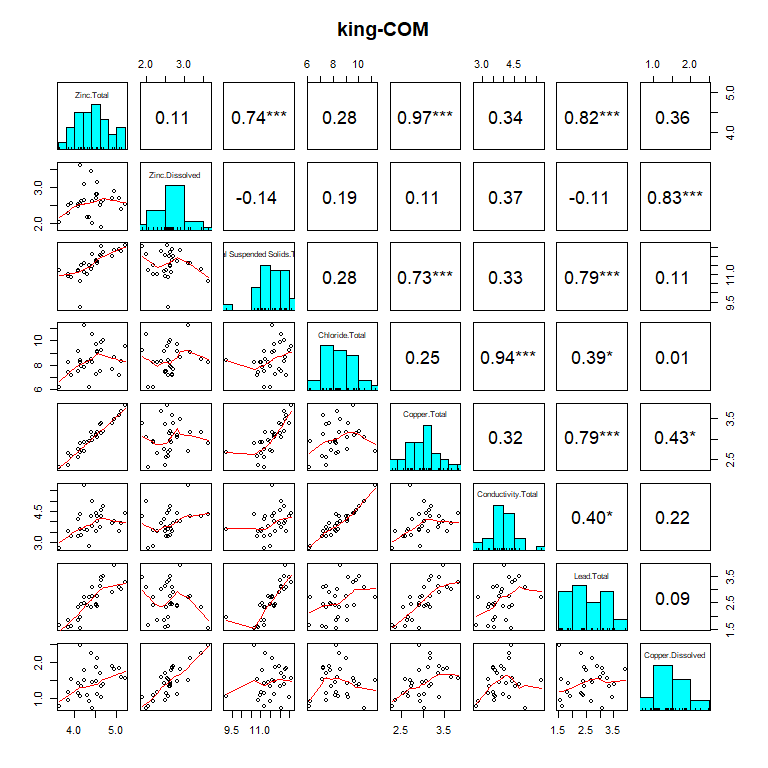 king-COM
2.0 3.0 6 8 10 3.0 4.5 1.0 2.0
Zinc.Total
0.11 0.74*** 0.28 0.97*** 0.34 0.82*** 0.36
4.0 5.0
2.0 3.0
Zinc.Dissolved
-0.14 0.19 0.11 0.37 -0.11 0.83***
l Suspended Solids.T
0.28 0.73*** 0.33 0.79*** 0.11
9.5 11.0
6 8 10
Chloride.Total
0.25 0.94*** 0.39* 0.01
Copper.Total
0.32 0.79*** 0.43*
2.5 3.5
3.0 4.5
Conductivity.Total
0.40* 0.22
Lead.Total
0.09
1.5 2.5 3.5
1.0 2.0
Copper.Dissolved
4.0 5.0 9.5 11.0 2.5 3.5 1.5 2.5 3.5